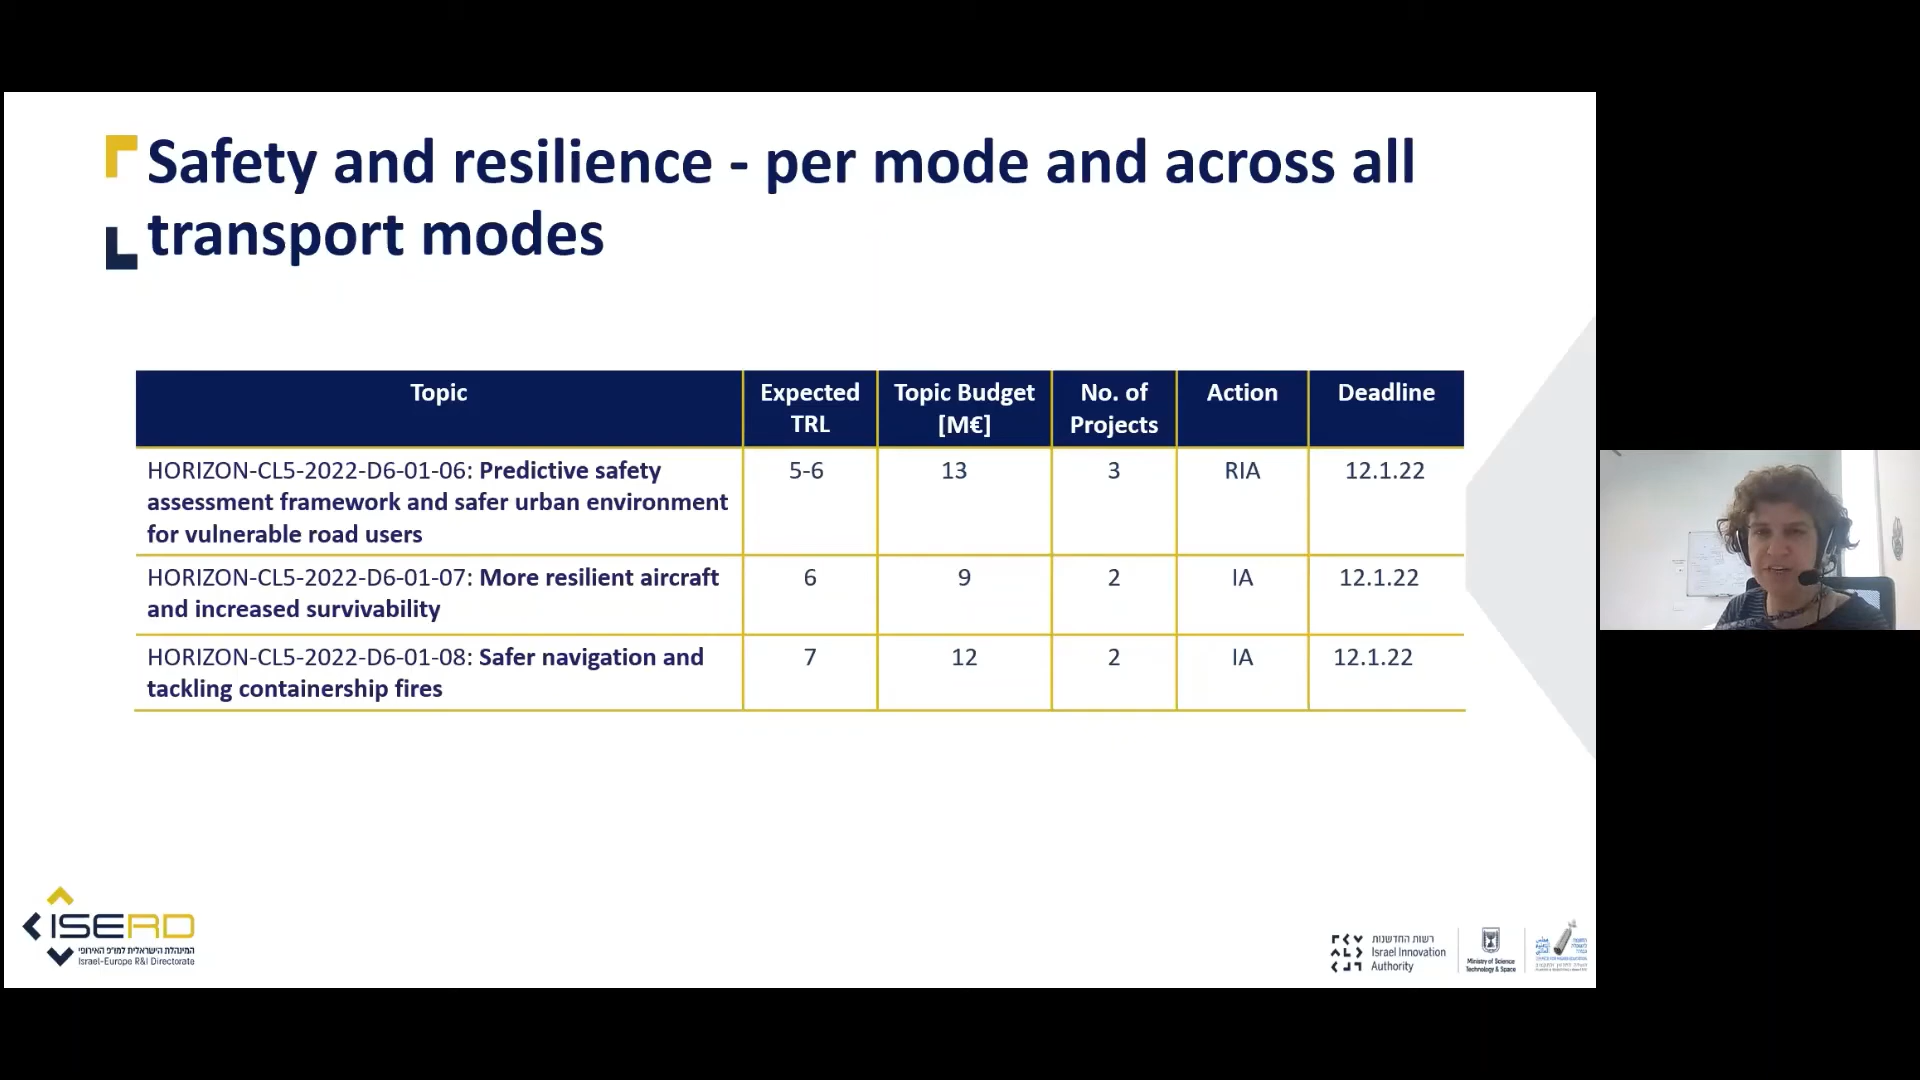 Safety and resilience - per mode and across all
transport modes
Topic
Expected
TRL
Topic Budget
[M€]
No. of
Projects
Action
Deadline
HORIZON-CL5-2022-D6-01-06: Predictive safety
assessment framework and safer urban environment
for vulnerable road users
5-6
13
3
RIA
12.1.22
HORIZON-CL5-2022-D6-01-07: More resilient aircraft
and increased survivability
6
9
2
IA
12.1.22
HORIZON-CL5-2022-D6-01-08: Safer navigation and
tackling containership fires
7
12
2
IA
12.1.22
ISERD
המינהלת הישראלית למו״פ האירופי
Israel-Europe R&I Directorate
רשות החדשנות
Israel Innovation
Authority
Ministry of Science
Technology & Space